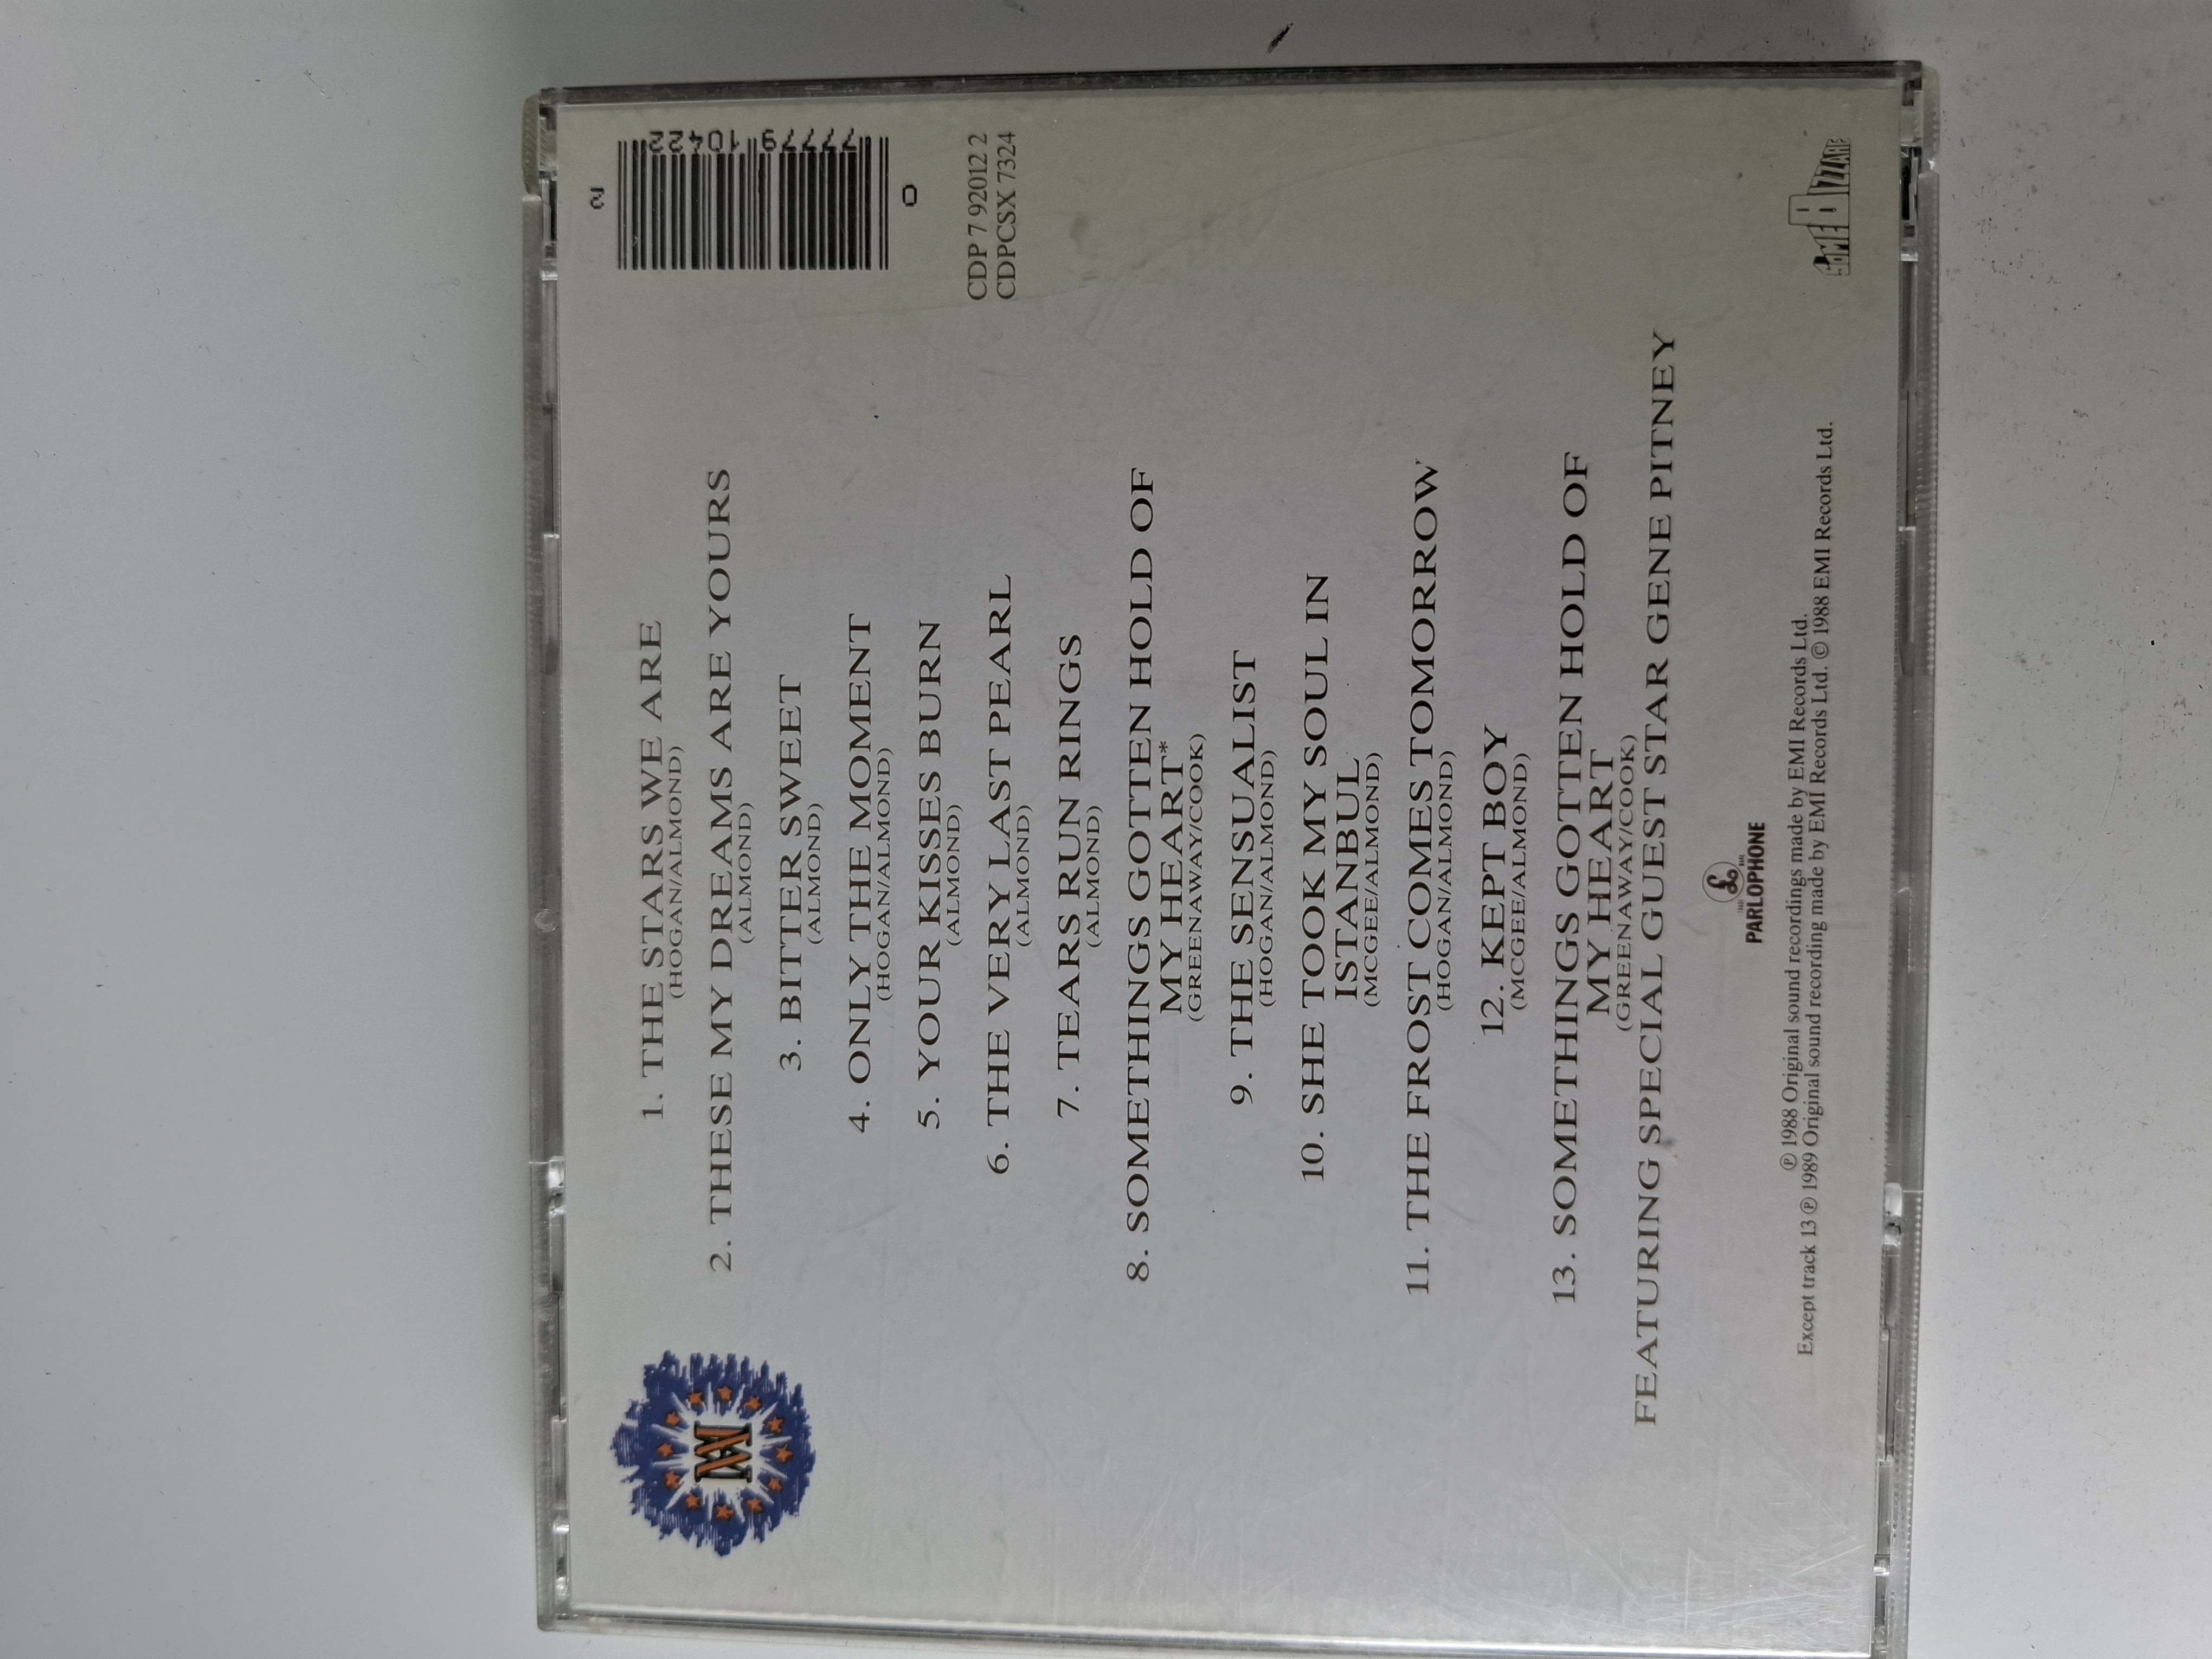 1. THE STARS WE ARE
(HOGAN/ALMOND)
2. THESE MY DREAMS ARE YOURS
(ALMOND)
3. BITTER SWEET
(ALMOND)
4. ONLY THE MOMENT
(HOGAN/ALMOND)
5. YOUR KISSES BURN
(ALMOND)
6. THE VERY LAST PEARL
(ALMOND)
7. TEARS RUN RINGS
(ALMOND)
8. SOMETHINGS GOTTEN HOLD OF
MY HEART*
(GREENAWAY/COOK)
9. THE SENSUALIST
(HOGAN/ALMOND)
10. SHE TOOK MY SOUL IN
ISTANBUL
(MCGEE/ALMOND)
11. THE FROST COMES TOMORROW
(HOGAN/ALMOND)
12. KEPT BOY
(MCGEE/ALMOND)
13. SOMETHINGS GOTTEN HOLD OF
MY HEART
(GREENAWAY/COOK)
FEATURING SPECIAL GUEST STAR GENE PITNEY
£
PARLOPHONE
℗ 1988 Original sound recordings made by EMI Records Ltd.
Except track 13 ℗ 1989 Original sound recording made by EMI Records Ltd. © 1988 EMI Records Ltd.
2
0 77779 10422
CDP 7 92012 2
CDPCSX 7324
SOME BIZZARE
MA